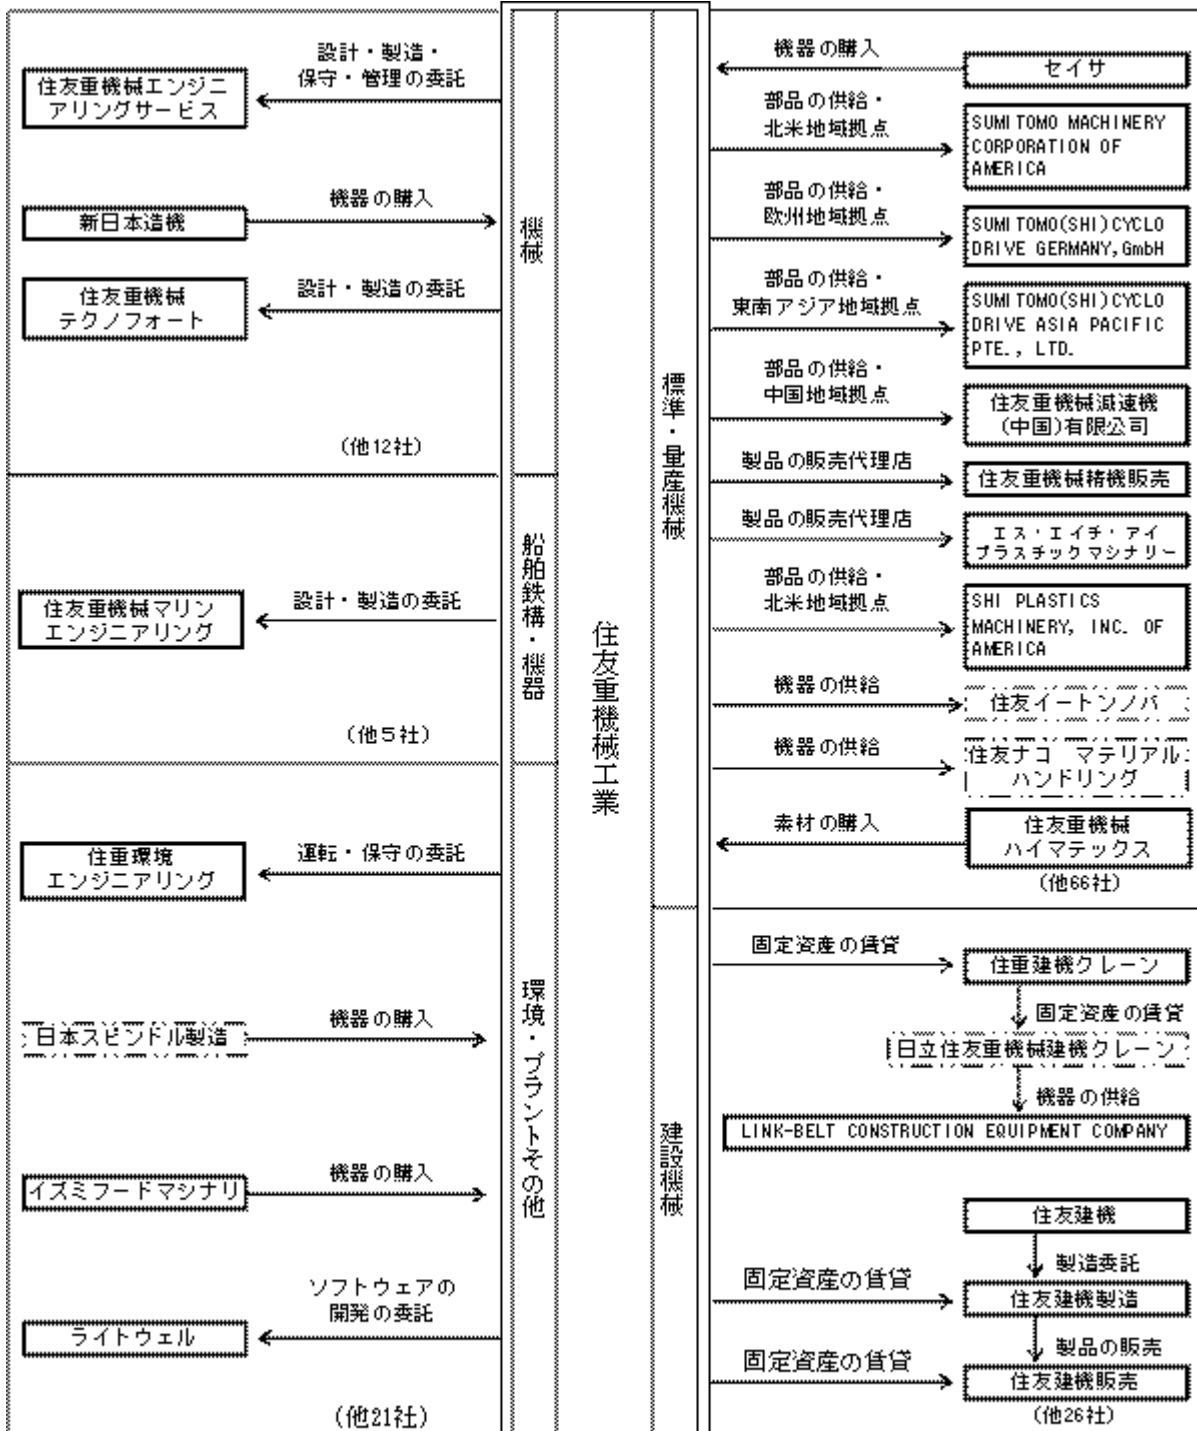 設計・製造・
保守・管理の委託
住友重機械エンジニ
アリングサービス
機器の購入
新日本造機
設計・製造の委託
住友重機械
テクノフォート
(他12社)
機械
設計・製造の委託
住友重機械マリン
エンジニアリング
(他5社)
船舶鉄構・機器
運転・保守の委託
住重環境
エンジニアリング
機器の購入
日本スピンドル製造
機器の購入
イズミフードマシナリ
ソフトウェアの
開発の委託
ライトウェル
(他21社)
環境・プラントその他
住友重機械工業
標準・量産機械
機器の購入
セイサ
部品の供給・
北米地域拠点
SUMITOMO MACHINERY
CORPORATION OF
AMERICA
部品の供給・
欧州地域拠点
SUMITOMO(SHI)CYCLO
DRIVE GERMANY,GmbH
部品の供給・
東南アジア地域拠点
SUMITOMO(SHI)CYCLO
DRIVE ASIA PACIFIC
PTE., LTD.
部品の供給・
中国地域拠点
住友重機械減速機
(中国)有限公司
製品の販売代理店
住友重機械精機販売
製品の販売代理店
エス・エイチ・アイ
プラスチックマシナリー
部品の供給・
北米地域拠点
SHI PLASTICS
MACHINERY, INC. OF
AMERICA
機器の供給
住友イートンノバ
機器の供給
住友ナコ マテリアル
ハンドリング
素材の購入
住友重機械
ハイマテックス
(他66社)
建設機械
固定資産の賃貸
住重建機クレーン
固定資産の賃貸
日立住友重機械建機クレーン
機器の供給
LINK-BELT CONSTRUCTION EQUIPMENT COMPANY
住友建機
製造委託
固定資産の賃貸
住友建機製造
製品の販売
固定資産の賃貸
住友建機販売
(他26社)